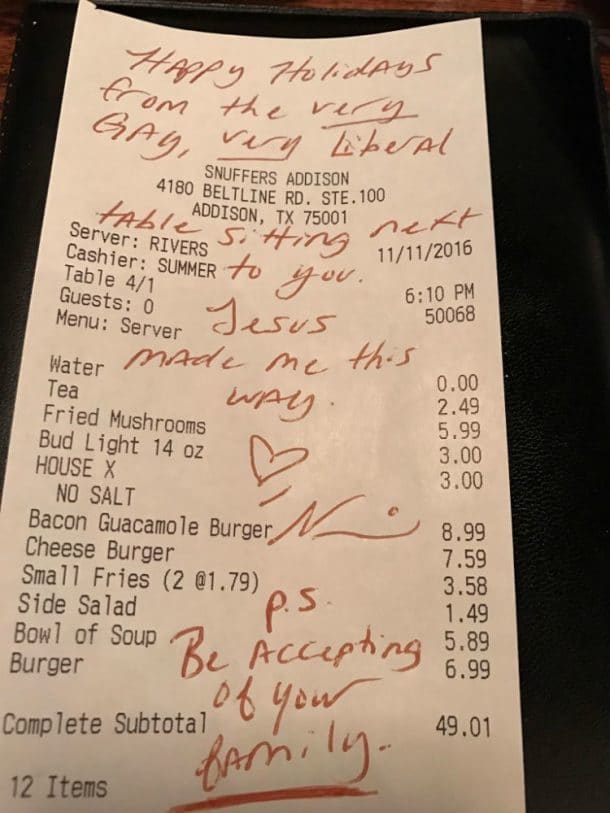 HAPPY HolidAys
from the very
GAy, very Liberal
SNUFFERS ADDISON
4180 BELTLINE RD. STE.100
ADDISON, TX 75001
tAble sitting next
Server: RIVERS 11/11/2016
Cashier: SUMMER
to you.
Table 4/1 6:10 PM
Guests: 0 50068
Jesus
Menu: Server
mAde me this
Water 0.00
wAy.
Tea 2.49
Fried Mushrooms 5.99
Bud Light 14 oz 3.00
HOUSE X 3.00
NO SALT
Bacon Guacamole Burger 8.99
Cheese Burger 7.59
Small Fries (2 @1.79) 3.58
p.s.
Side Salad 1.49
Bowl of Soup 5.89
Be Accepting
Burger 6.99
of your
Complete Subtotal 49.01
fAmily.
12 Items